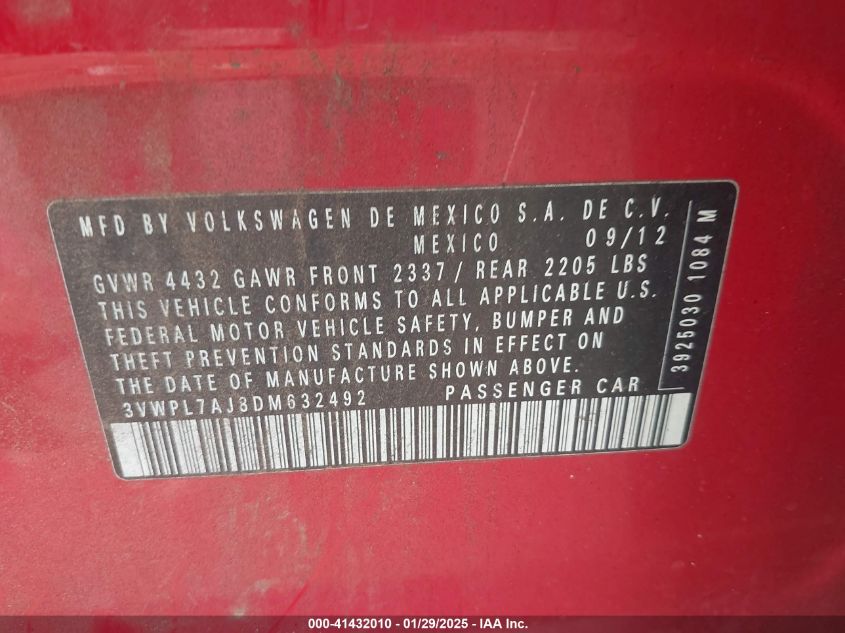 MFD BY VOLKSWAGEN DE MEXICO S.A. DE C.V.
MEXICO 09/12
GVWR 4432 GAWR FRONT 2337/ REAR 2205 LBS
THIS VEHICLE CONFORMS TO ALL APPLICABLE U.S.
FEDERAL MOTOR VEHICLE SAFETY, BUMPER AND
THEFT PREVENTION STANDARDS IN EFFECT ON
THE DATE OF MANUFACTURE SHOWN ABOVE.
3VWPL7AJ3DM632492 PASSENGER CAR
3925030 1084 M
000-41432010 - 01/29/2025 - IAA Inc.